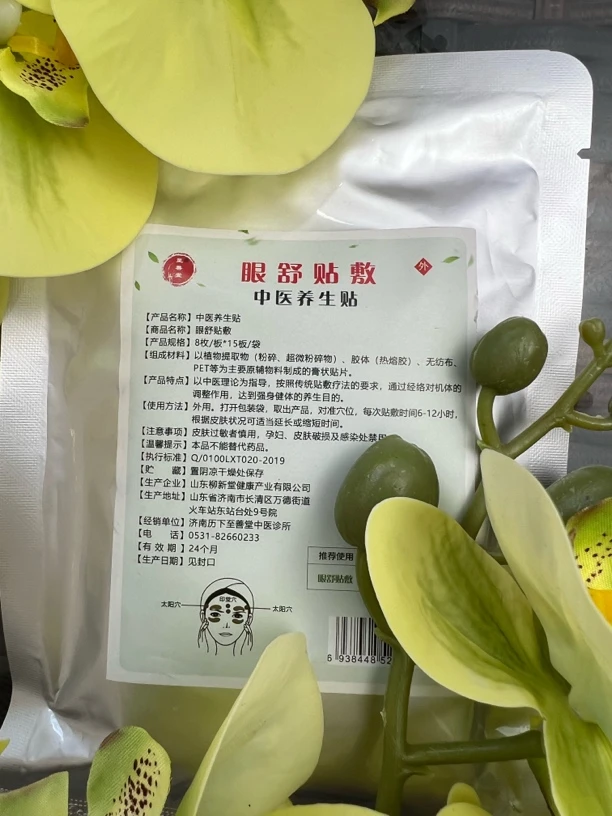 外
眼舒贴敷
中医养生贴
【产品名称】中医养生贴
【商品名称】眼舒贴敷
【产品规格】8枚/板*15板/袋
【组成材料】以植物提取物（粉碎、超微粉碎物）、胶体（热熔胶）、无纺布、
PET等为主要原辅物料制成的膏状贴片。
【产品特点】以中医理论为指导，按照传统贴敷疗法的要求，通过经络对机体的
调整作用，达到强身健体的养生目的。
【使用方法】外用。打开包装袋，取出产品，对准穴位，每次贴敷时间6-12小时，
根据皮肤状况可适当延长或缩短时间。
【注意事项】皮肤过敏者慎用，孕妇、皮肤破损及感染处禁用
【温馨提示】本品不能替代药品。
【执行标准】Q/0100LXT020-2019
【贮 藏】置阴凉干燥处保存
【生产企业】山东柳新堂健康产业有限公司
【生产地址】山东省济南市长清区万德街道
火车站东站台处9号院
【经销单位】济南历下至善堂中医诊所
【电 话】0531-82660233
【有 效 期】24个月
【生产日期】见封口
推荐使用
眼舒贴敷
印堂穴
太阳穴
太阳穴
6 938448 52